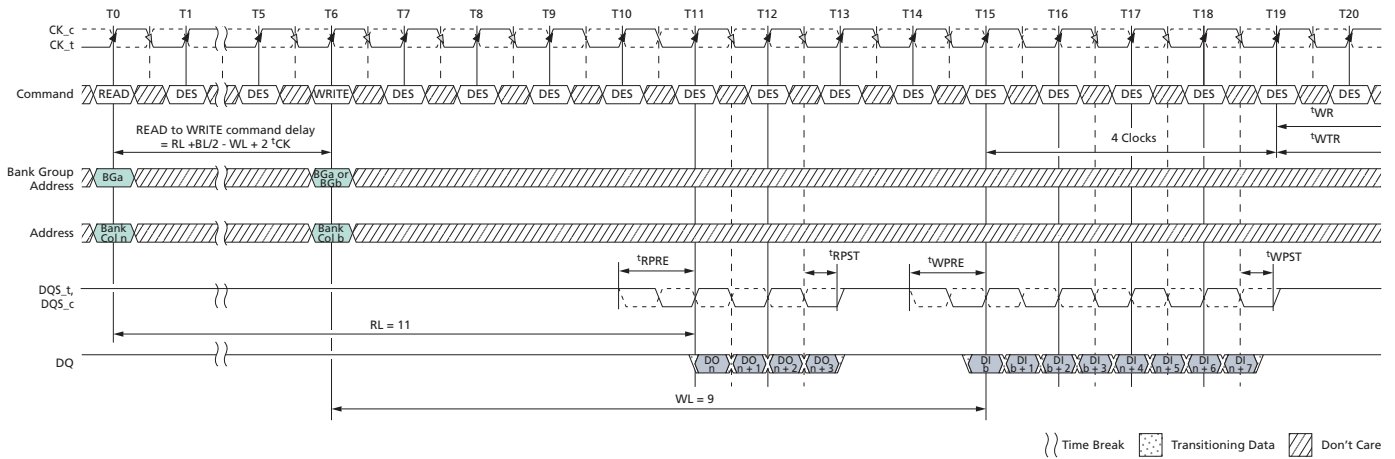 T0 T1 T5 T6 T7 T8 T9 T10 T11 T12 T13 T14 T15 T16 T17 T18 T19 T20
CK_c
CK_t
Command READ DES DES WRITE DES DES DES DES DES DES DES DES DES DES DES DES DES DES
tWR
READ to WRITE command delay
= RL +BL/2 - WL + 2 tCK
4 Clocks
tWTR
Bank Group
Address
BGa
BGa or
BGb
Address
Bank
Col n
Bank
Col b
tRPRE tRPST tWPRE tWPST
DQS_t,
DQS_c
RL = 11
DQ
DO
n
DO
n + 1
DO
n + 2
DO
n + 3
DI
b
DI
b + 1
DI
b + 2
DI
b + 3
DI
n + 4
DI
n + 5
DI
n + 6
DI
n + 7
WL = 9
Time Break Transitioning Data Don't Care